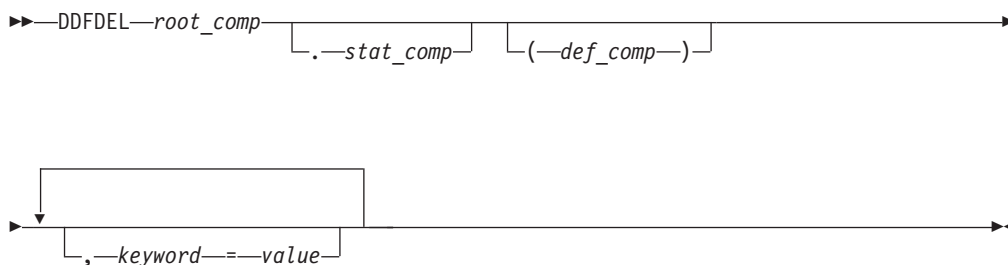 DDFDEL root_comp
. stat_comp ( def_comp )
, keyword = value